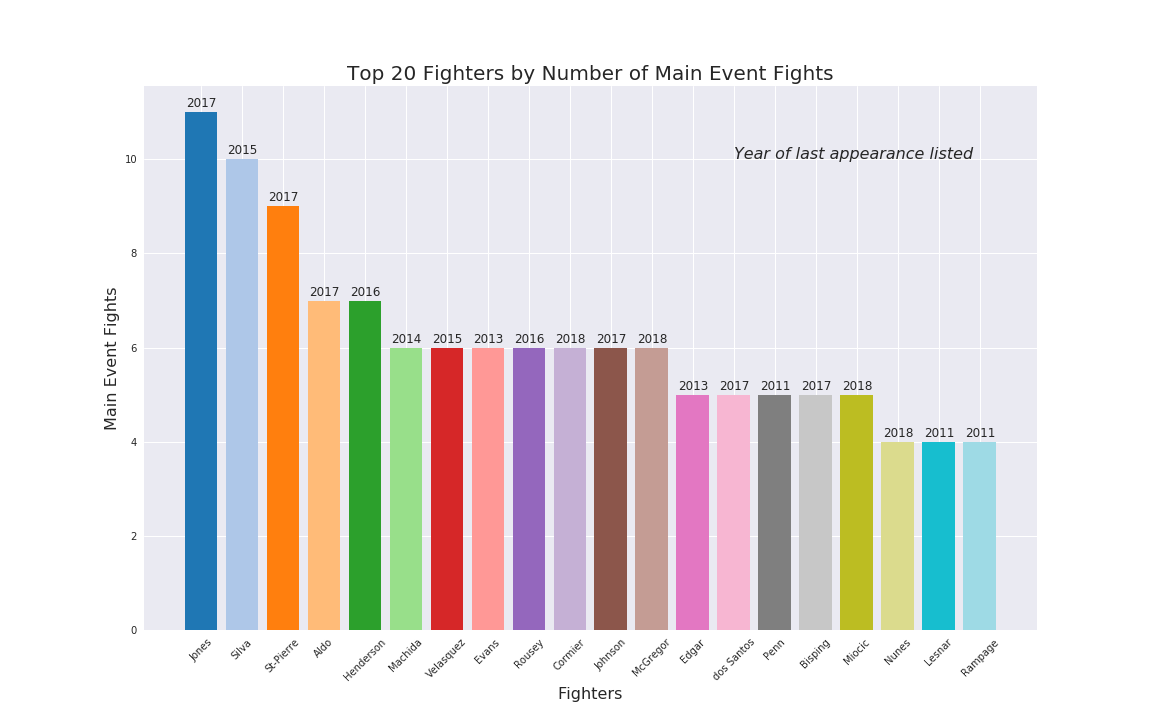 Top 20 Fighters by Number of Main Event Fights
2017
2015
2017
2017
2016
2014
2015
2013
2016
2018
2017
2018
2013
2017
2011
2017
2018
2018
2011
2011
Year of last appearance listed
Main Event Fights
10
8
6
4
2
0
Jones
Silva
St-Pierre
Aldo
Henderson
Machida
Velasquez
Evans
Rousey
Cormier
Johnson
McGregor
Edgar
dos Santos
Penn
Bisping
Miocic
Nunes
Lesnar
Rampage
Fighters